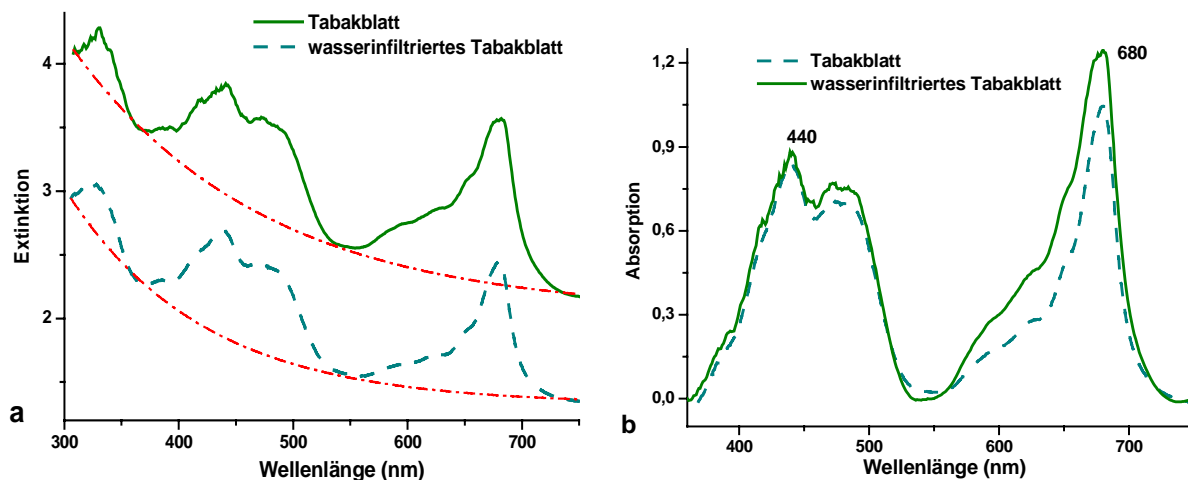 Tabakblatt
wasserinfiltriertes Tabakblatt
4
3
2
Extinktion
300 400 500 600 700
Wellenlänge (nm)
a
Tabakblatt
wasserinfiltriertes Tabakblatt
680
440
1,2
0,9
0,6
0,3
0,0
Absorption
400 500 600 700
Wellenlänge (nm)
b